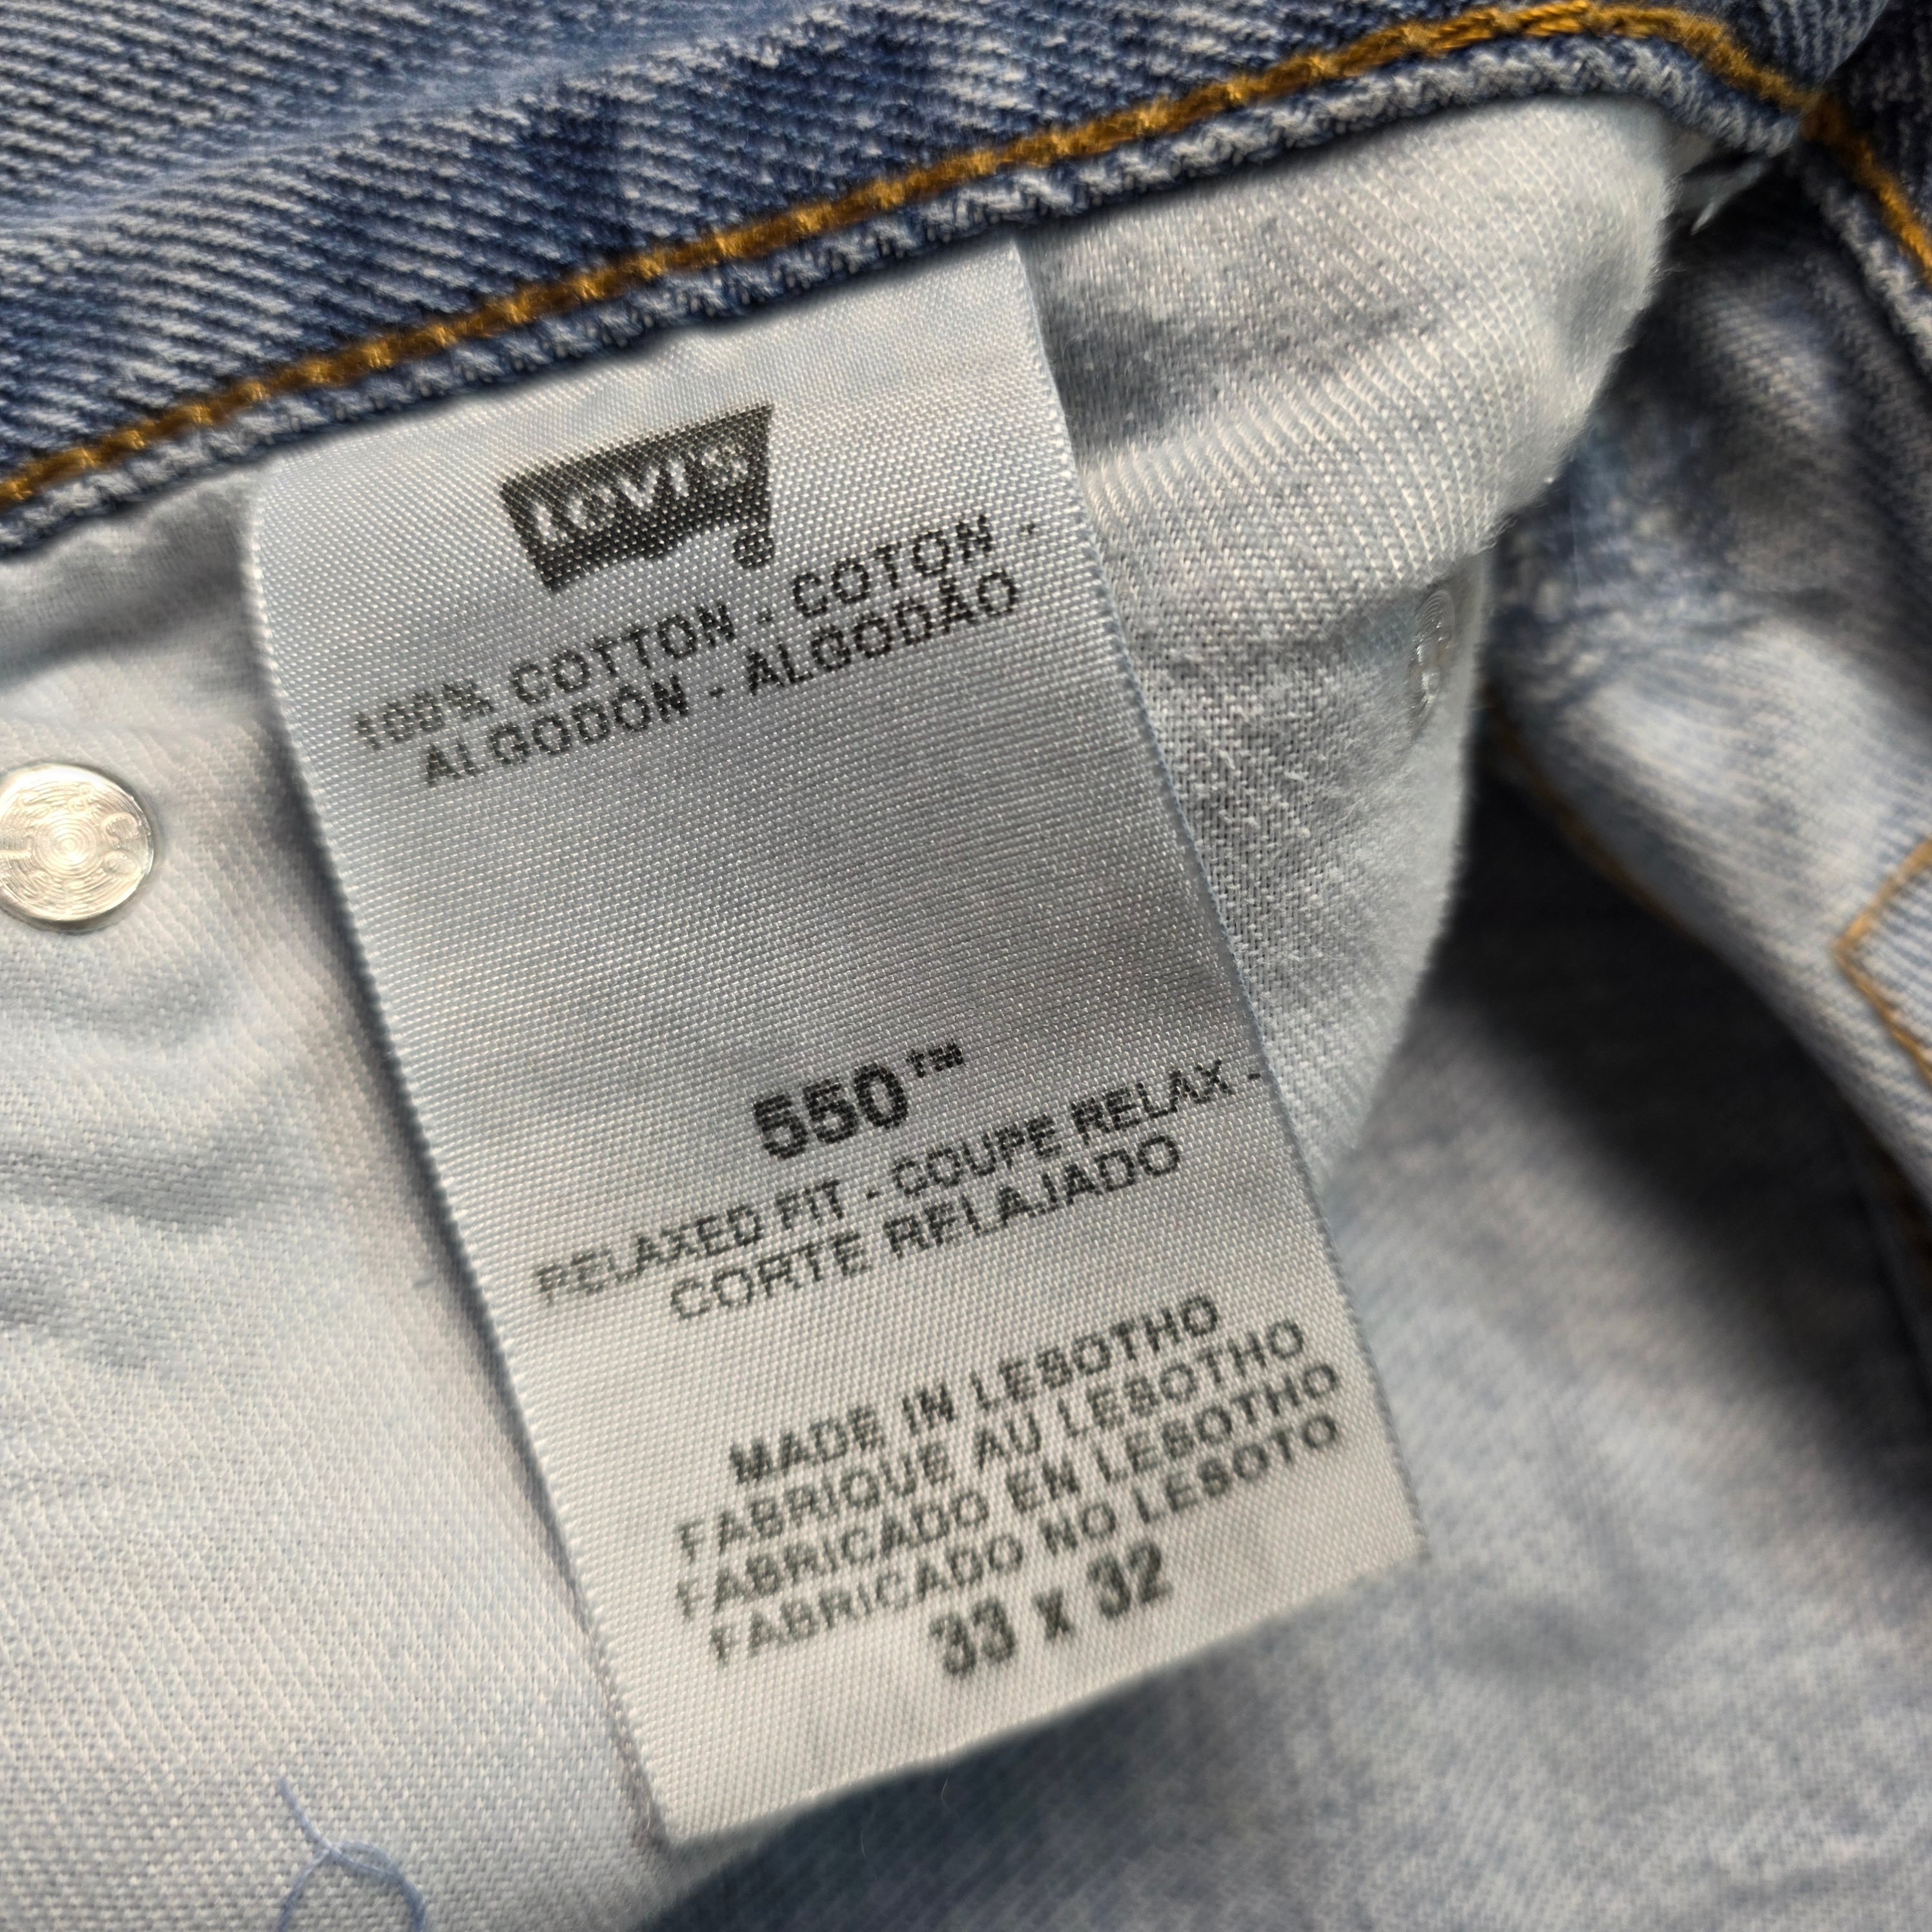 Levi's®
100% COTTON - COTON -
ALGODÓN - ALGODÃO
550™
RELAXED FIT - COUPE RELAX -
CORTE RELAJADO
MADE IN LESOTHO
FABRIQUE AU LESOTHO
FABRICADO EN LESOTHO
FABRICADO NO LESOTO
33 x 32